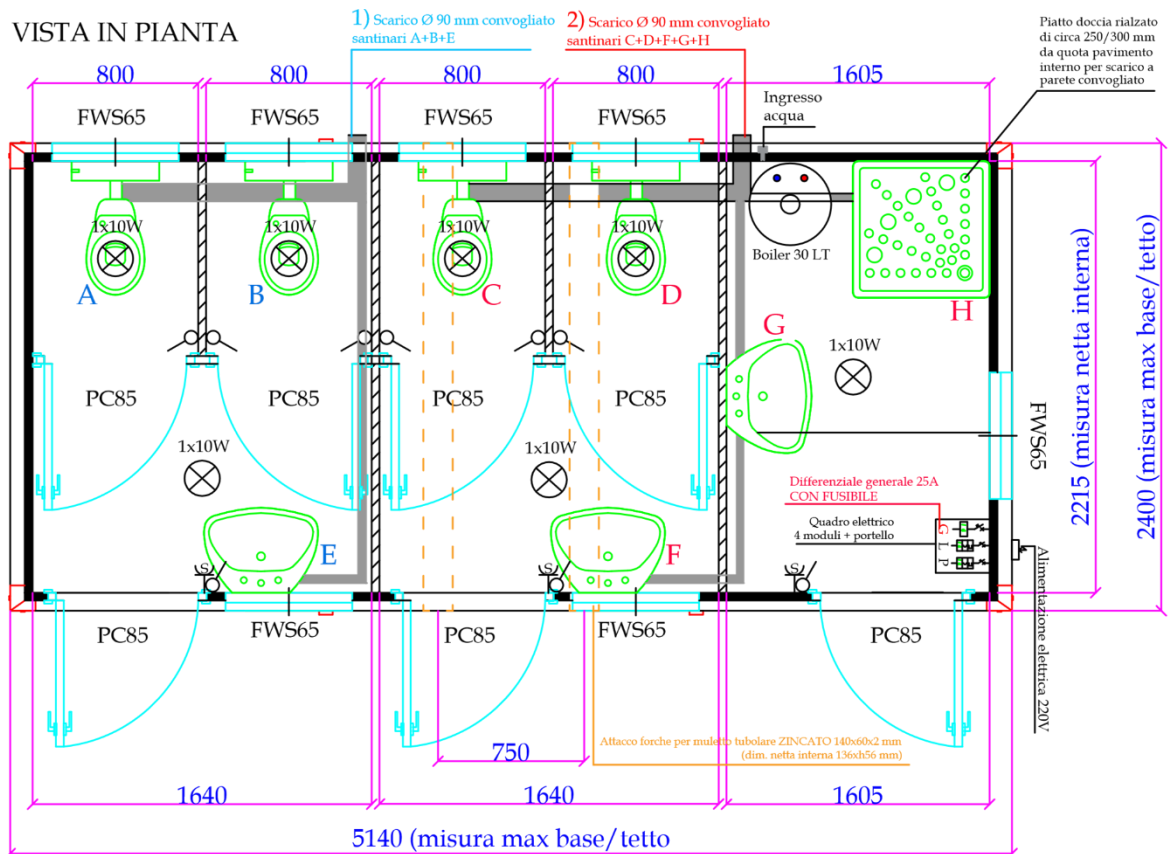 VISTA IN PIANTA
1) Scarico Ø 90 mm convogliato
santinari A+B+E
2) Scarico Ø 90 mm convogliato
santinari C+D+F+G+H
Piatto doccia rialzato
di circa 250/300 mm
da quota pavimento
interno per scarico a
parete convogliato
800
800
800
800
1605
FWS65
FWS65
FWS65
FWS65
Ingresso
acqua
1x10W
1x10W
1x10W
1x10W
Boiler 30 LT
A
B
C
D
H
G
1x10W
PC85
PC85
PC85
PC85
FWS65
2215 (misura netta interna)
2400 (misura max base/tetto)
1x10W
1x10W
Differenziale generale 25A
CON FUSIBILE
Quadro elettrico
4 moduli + portello
G
L
P
E
F
S
S
S
Alimentazione elettrica 220V
PC85
FWS65
PC85
FWS65
PC85
750
Attacco forche per muletto tubolare ZINCATO 140x60x2 mm
(dim. netta interna 136xh56 mm)
1640
1640
1605
5140 (misura max base/tetto